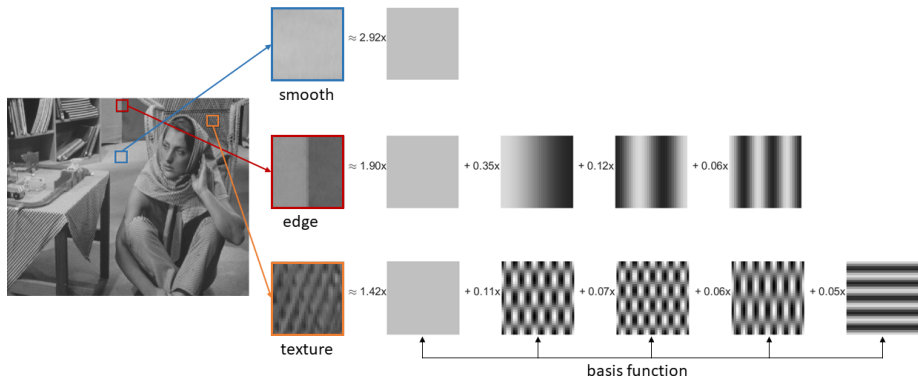 ≈ 2.92x
smooth
≈ 1.90x + 0.35x + 0.12x + 0.06x
edge
≈ 1.42x + 0.11x + 0.07x + 0.06x + 0.05x
texture
basis function